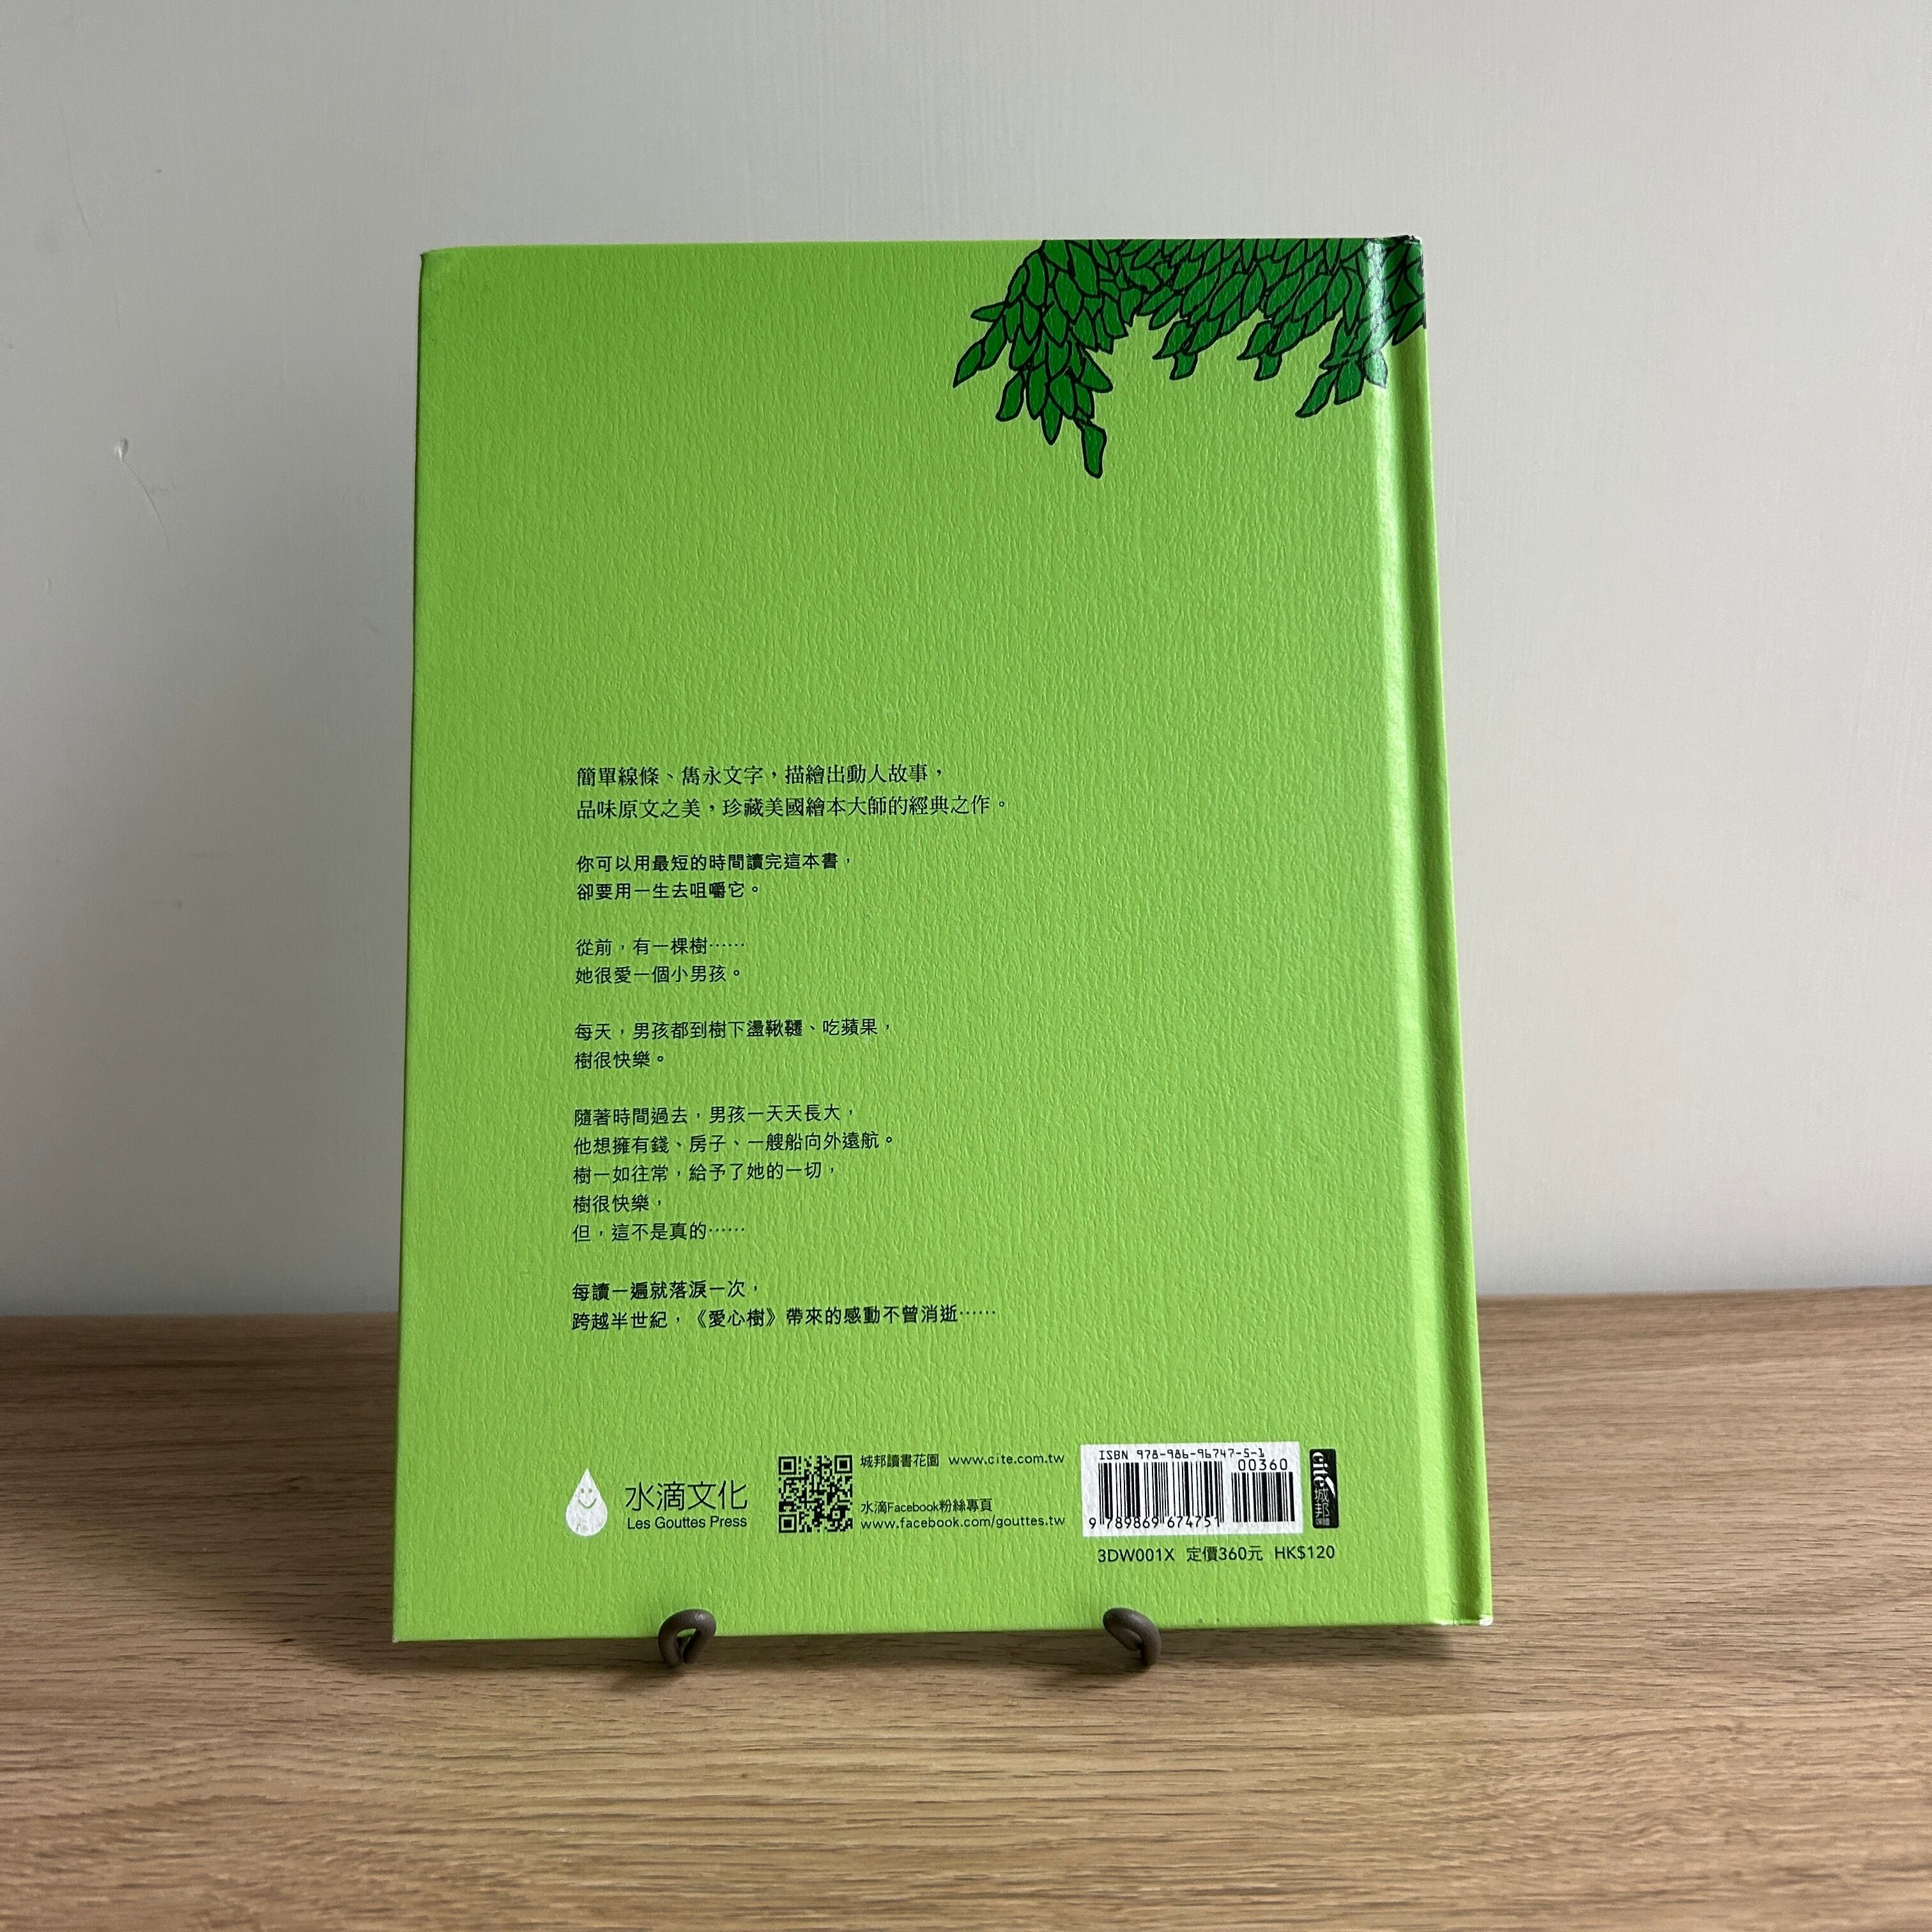 簡單線條、雋永文字，描繪出動人故事，
品味原文之美，珍藏美國繪本大師的經典之作。
你可以用最短的時間讀完這本書，
卻要用一生去咀嚼它。
從前，有一棵樹……
她很愛一個小男孩。
每天，男孩都到樹下盪鞦韆、吃蘋果，
樹很快樂。
隨著時間過去，男孩一天天長大，
他想擁有錢、房子、一艘船向外遠航。
樹一如往常，給予了她的一切，
樹很快樂，
但，這不是真的……
每讀一遍就落淚一次，
跨越半世紀，《愛心樹》帶來的感動不曾消逝……
水滴文化
Les Gouttes Press
城邦讀書花園 www.cite.com.tw
水滴Facebook粉絲專頁
www.facebook.com/gouttes.tw
ISBN 978-986-96747-5-1
00360
9 789869 674751
cité城邦
3DW001X 定價360元 HK$120